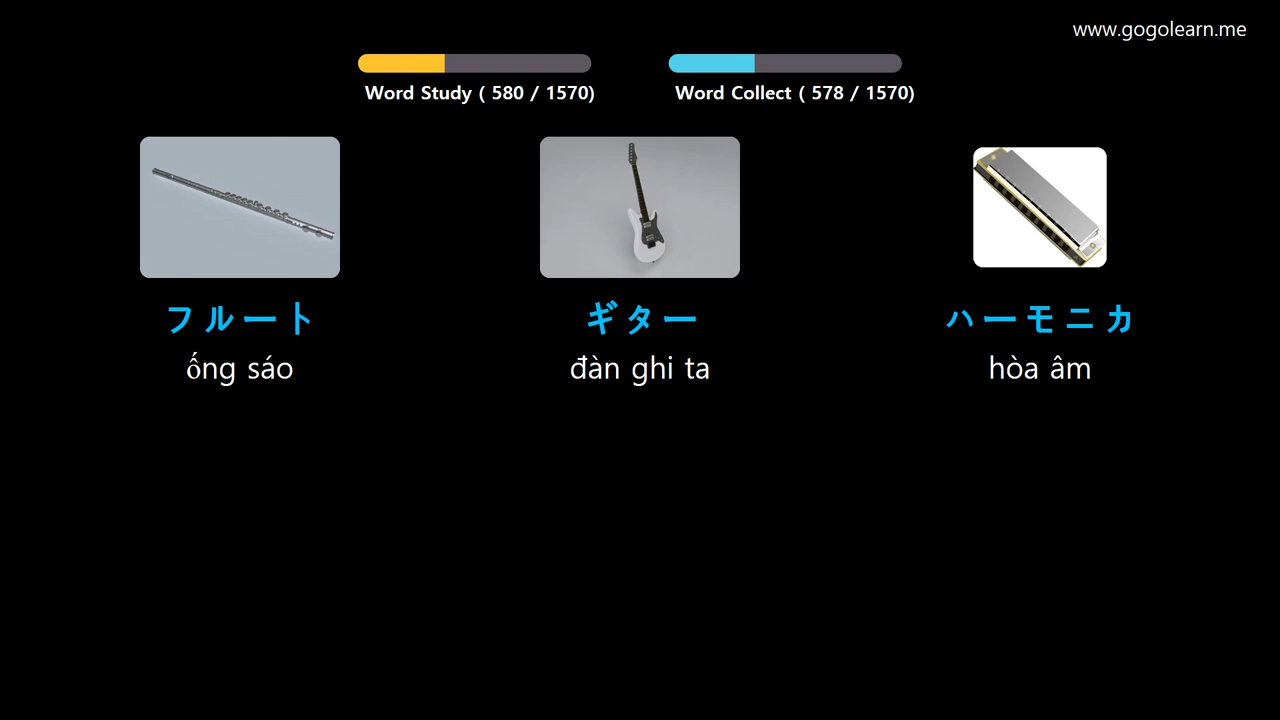 www.gogolearn.me
Word Study ( 580 / 1570)
Word Collect ( 578 / 1570)
フルート
ギター
ハーモニカ
ống sáo
đàn ghi ta
hòa âm